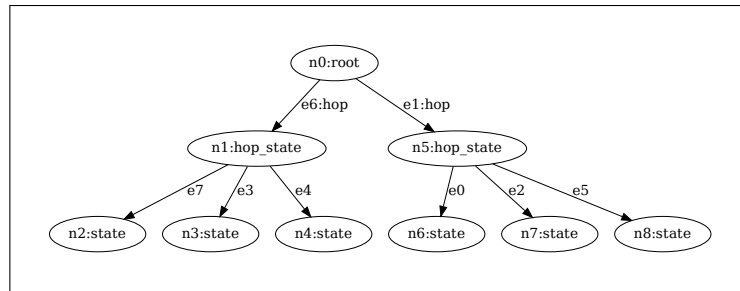 n0:root
e6:hop e1:hop
n1:hop_state n5:hop_state
e7 e3 e4 e0 e2 e5
n2:state n3:state n4:state n6:state n7:state n8:state